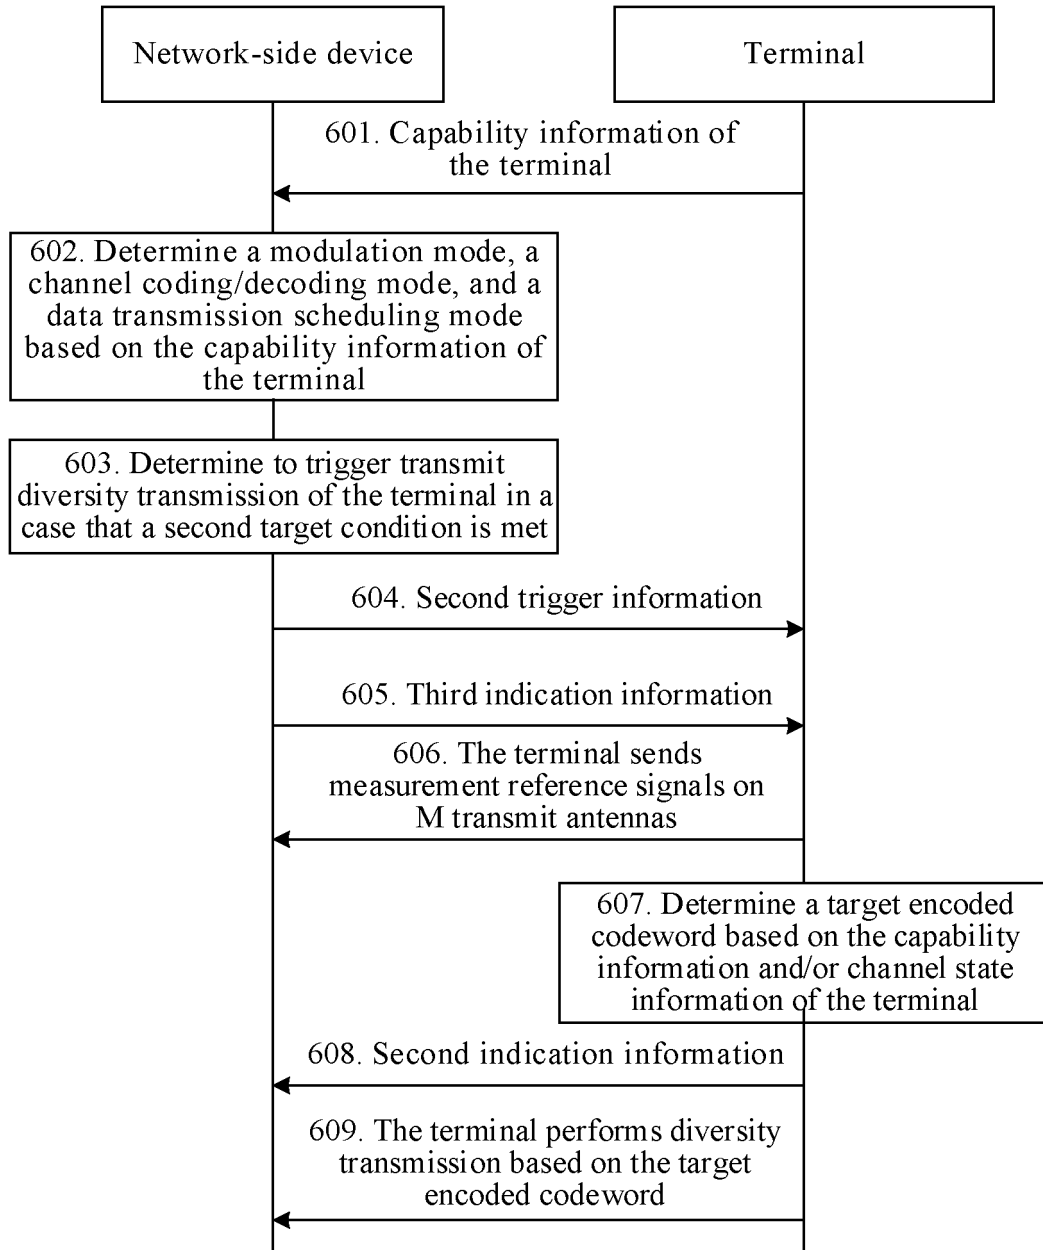 Network-side device
Terminal
601. Capability information of
the terminal
602. Determine a modulation mode, a
channel coding/decoding mode, and a
data transmission scheduling mode
based on the capability information of
the terminal
603. Determine to trigger transmit
diversity transmission of the terminal in a
case that a second target condition is met
604. Second trigger information
605. Third indication information
606. The terminal sends
measurement reference signals on
M transmit antennas
607. Determine a target encoded
codeword based on the capability
information and/or channel state
information of the terminal
608. Second indication information
609. The terminal performs diversity
transmission based on the target
encoded codeword